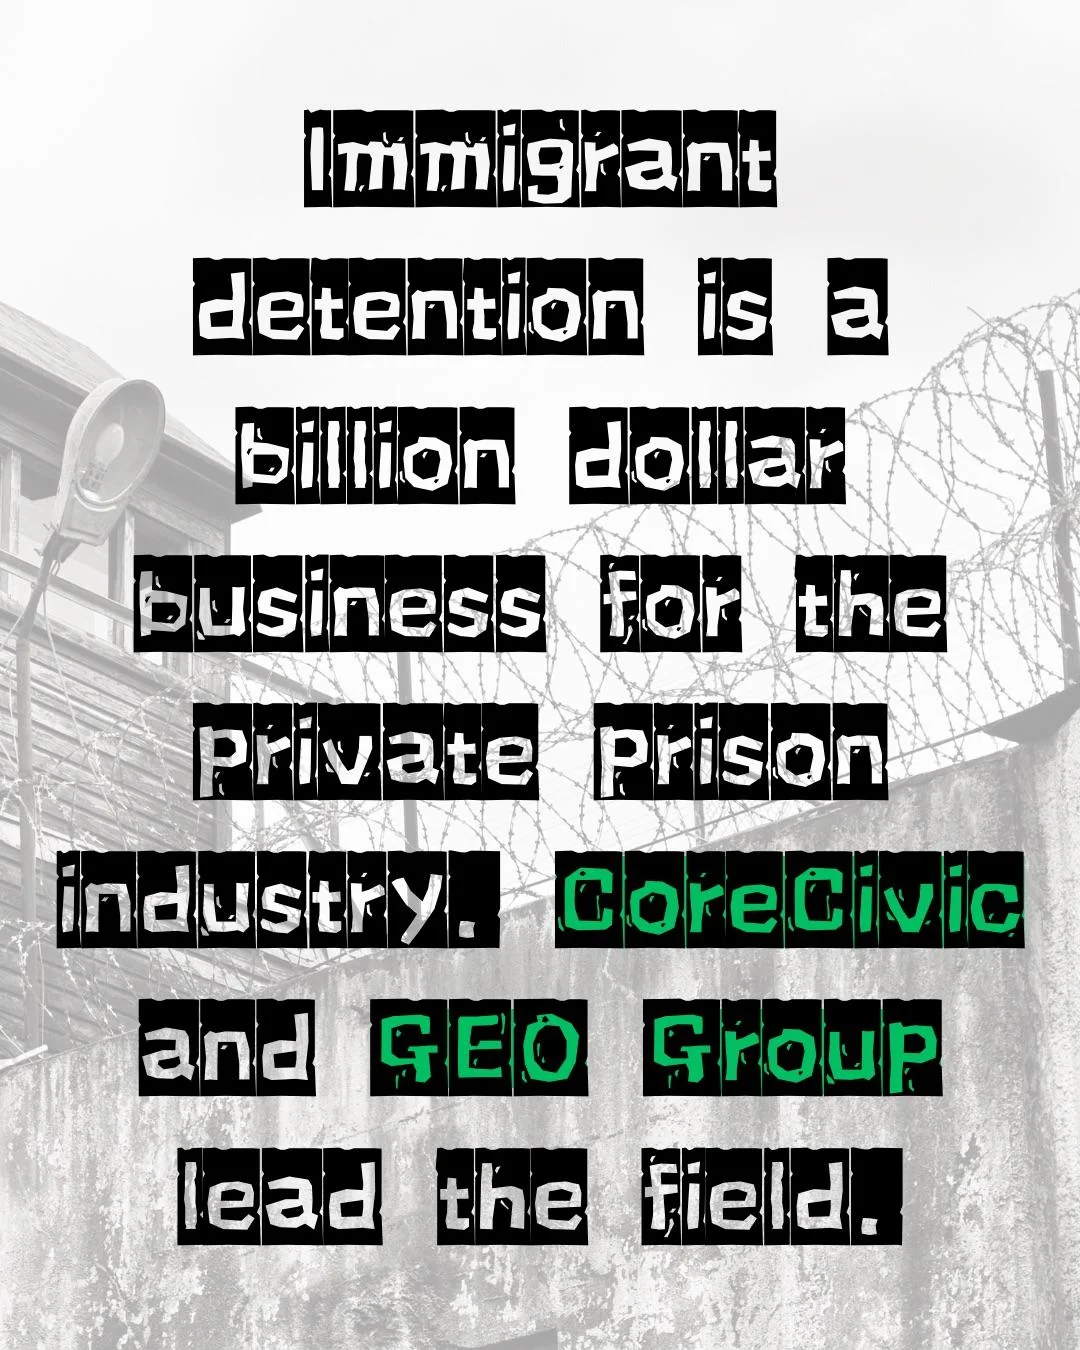 Immigrant
detention is a
billion dollar
business for the
private prison
industry. CoreCivic
and GEO Group
lead the field.